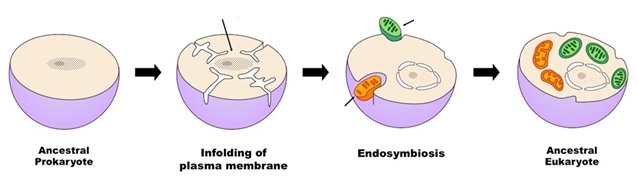 Ancestral
Prokaryote
Infolding of
plasma membrane
Endosymbiosis
Ancestral
Eukaryote